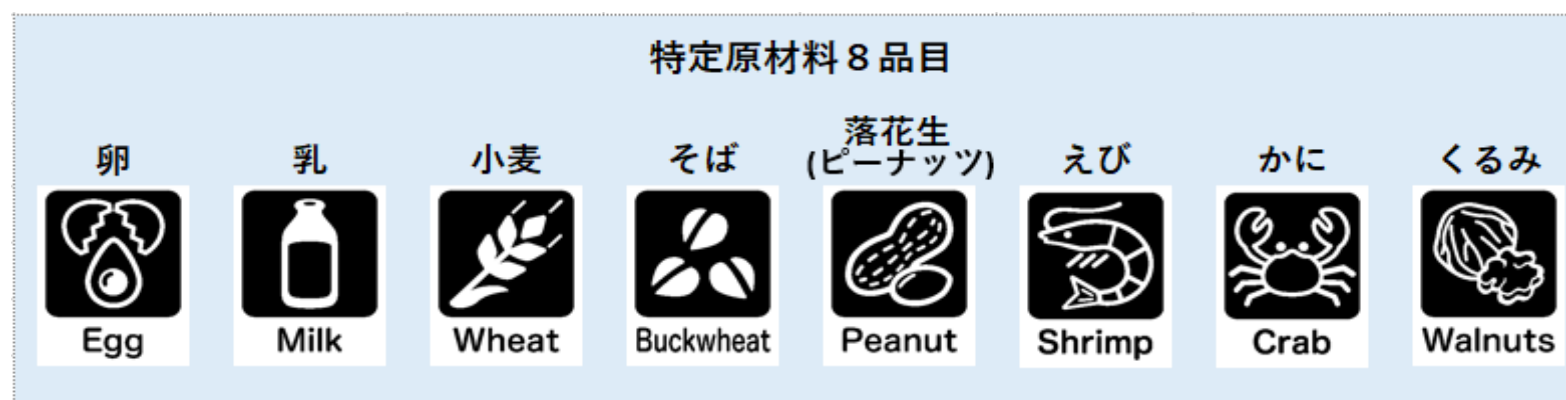 特定原材料８品目
卵
乳
小麦
そば
落花生
(ピーナッツ)
えび
かに
くるみ
Egg
Milk
Wheat
Buckwheat
Peanut
Shrimp
Crab
Walnuts